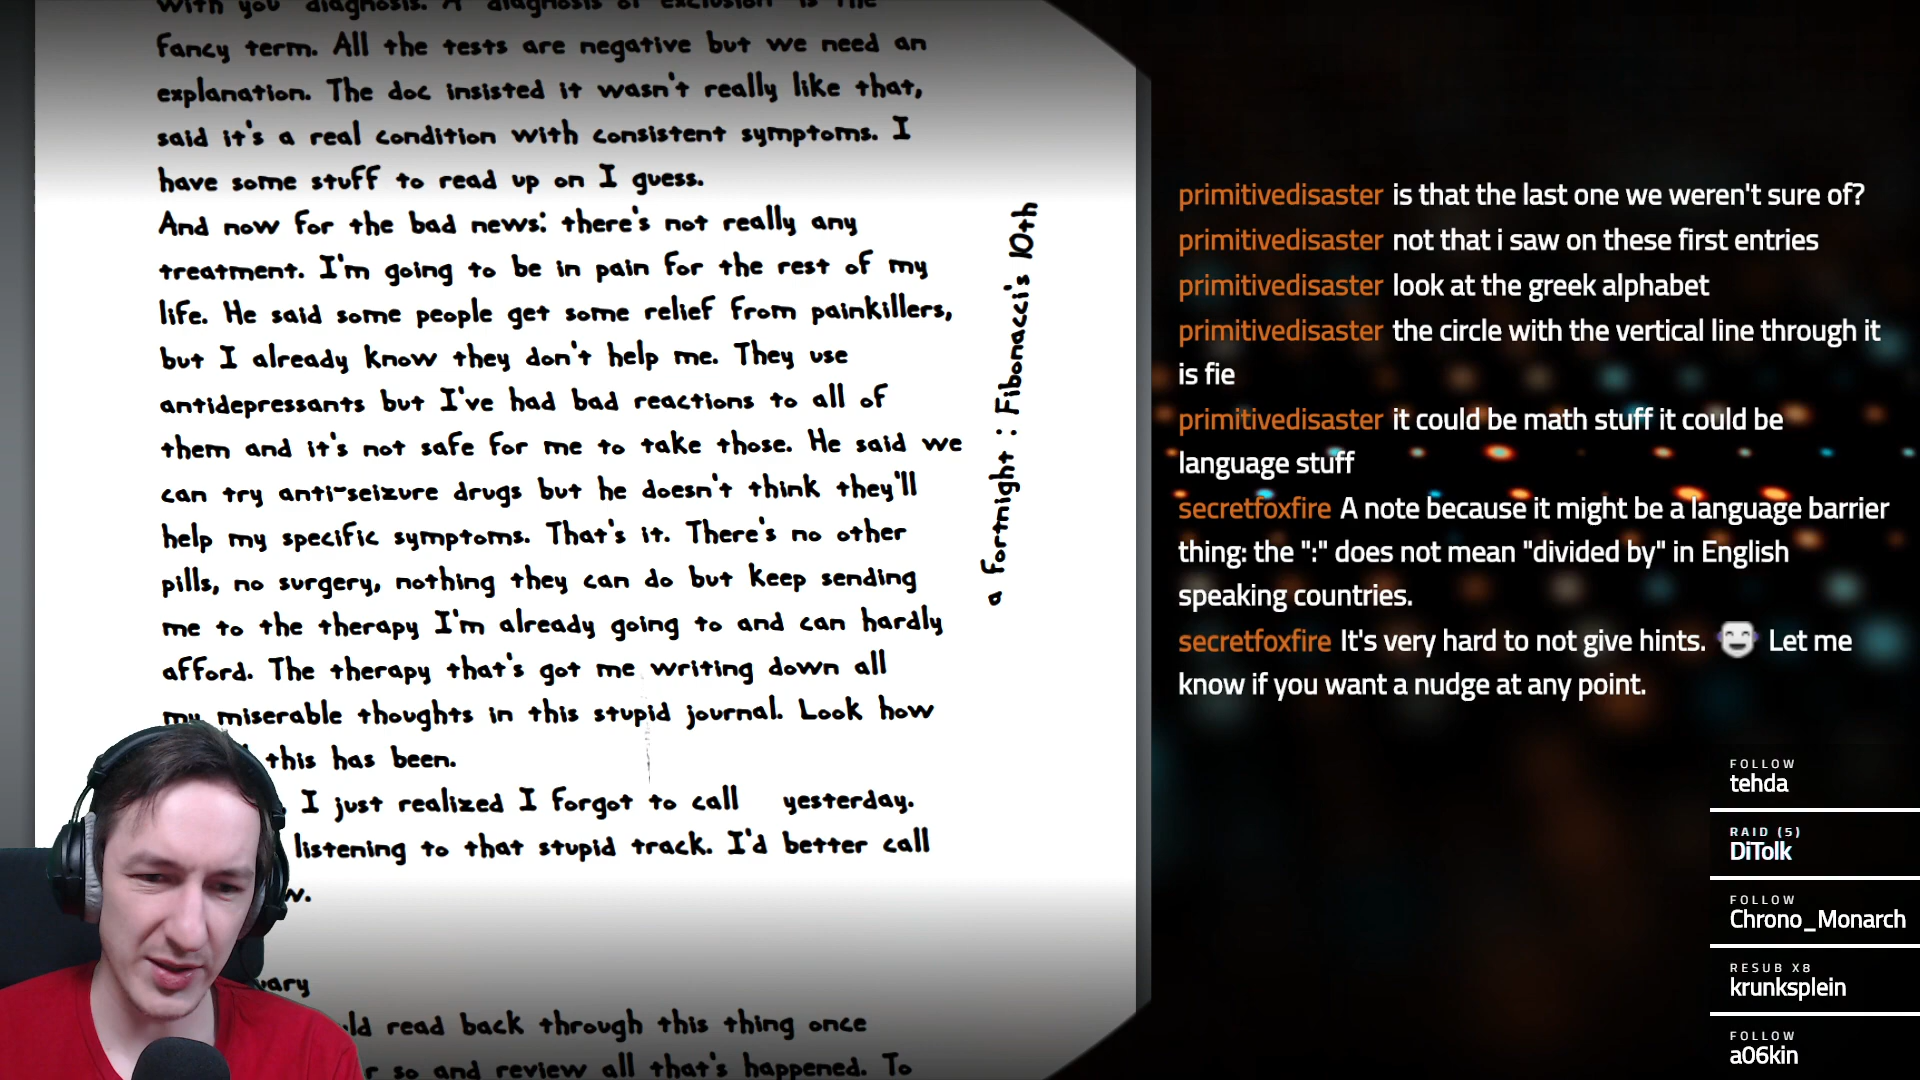 with you" diagnosis. A "diagnosis of exclusion" is the
fancy term. All the tests are negative but we need an
explanation. The doc insisted it wasn't really like that,
said it's a real condition with consistent symptoms. I
have some stuff to read up on I guess.
And now for the bad news: there's not really any
treatment. I'm going to be in pain for the rest of my
life. He said some people get some relief from painkillers,
but I already know they don't help me. They use
antidepressants but I've had bad reactions to all of
them and it's not safe for me to take those. He said we
can try anti-seizure drugs but he doesn't think they'll
help my specific symptoms. That's it. There's no other
pills, no surgery, nothing they can do but keep sending
me to the therapy I'm already going to and can hardly
afford. The therapy that's got me writing down all
my miserable thoughts in this stupid journal. Look how
this has been.
I just realized I forgot to call yesterday.
listening to that stupid track. I'd better call
w.
uary
ld read back through this thing once
r so and review all that's happened. To
a fortnight : Fibonacci's 10th
primitivedisaster is that the last one we weren't sure of?
primitivedisaster not that i saw on these first entries
primitivedisaster look at the greek alphabet
primitivedisaster the circle with the vertical line through it
is fie
primitivedisaster it could be math stuff it could be
language stuff
secretfoxfire A note because it might be a language barrier
thing: the ":" does not mean "divided by" in English
speaking countries.
secretfoxfire It's very hard to not give hints. Let me
know if you want a nudge at any point.
FOLLOW
tehda
RAID (5)
DiTolk
FOLLOW
Chrono_Monarch
RESUB X8
krunksplein
FOLLOW
a06kin